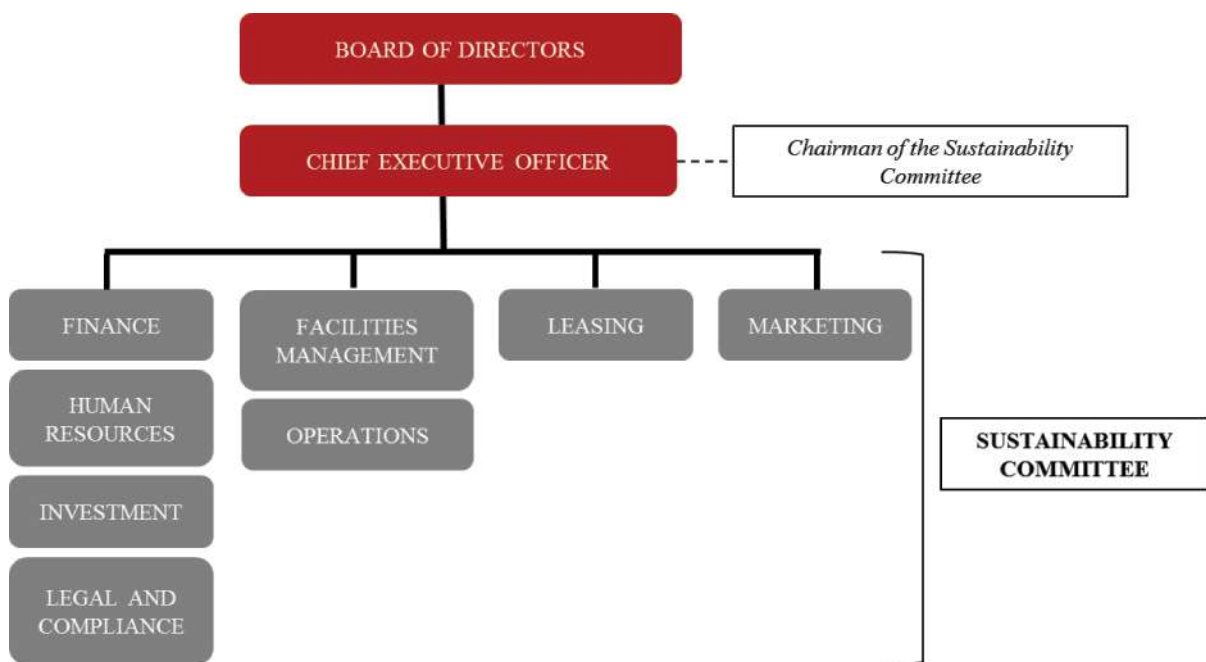 BOARD OF DIRECTORS
CHIEF EXECUTIVE OFFICER
Chairman of the Sustainability
Committee
FINANCE
FACILITIES
MANAGEMENT
LEASING
MARKETING
HUMAN
RESOURCES
OPERATIONS
INVESTMENT
LEGAL AND
COMPLIANCE
SUSTAINABILITY
COMMITTEE